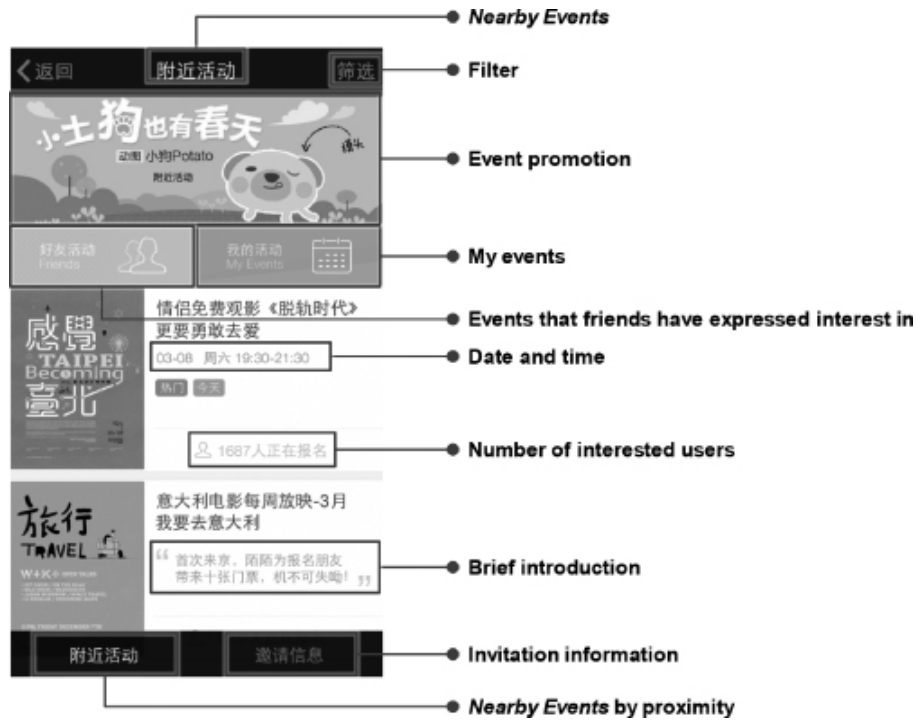 Nearby Events
返回
附近活动
筛选
Filter
小土狗也有春天
动图 小狗Potato
附近活动
Event promotion
好友活动
Friends
我的活动
My Events
My events
情侣免费观影《脱轨时代》
更要勇敢去爱
Events that friends have expressed interest in
03-08 周六 19:30-21:30
Date and time
热门 今天
感覺
TAIPEI
Becoming
臺北
1687人正在报名
Number of interested users
意大利电影每周放映-3月
我要去意大利
旅行
TRAVEL
W+K+ OPEN TALKS
“首次来京，陌陌为报名朋友
带来十张门票，机不可失呦！”
Brief introduction
附近活动
邀请信息
Invitation information
Nearby Events by proximity